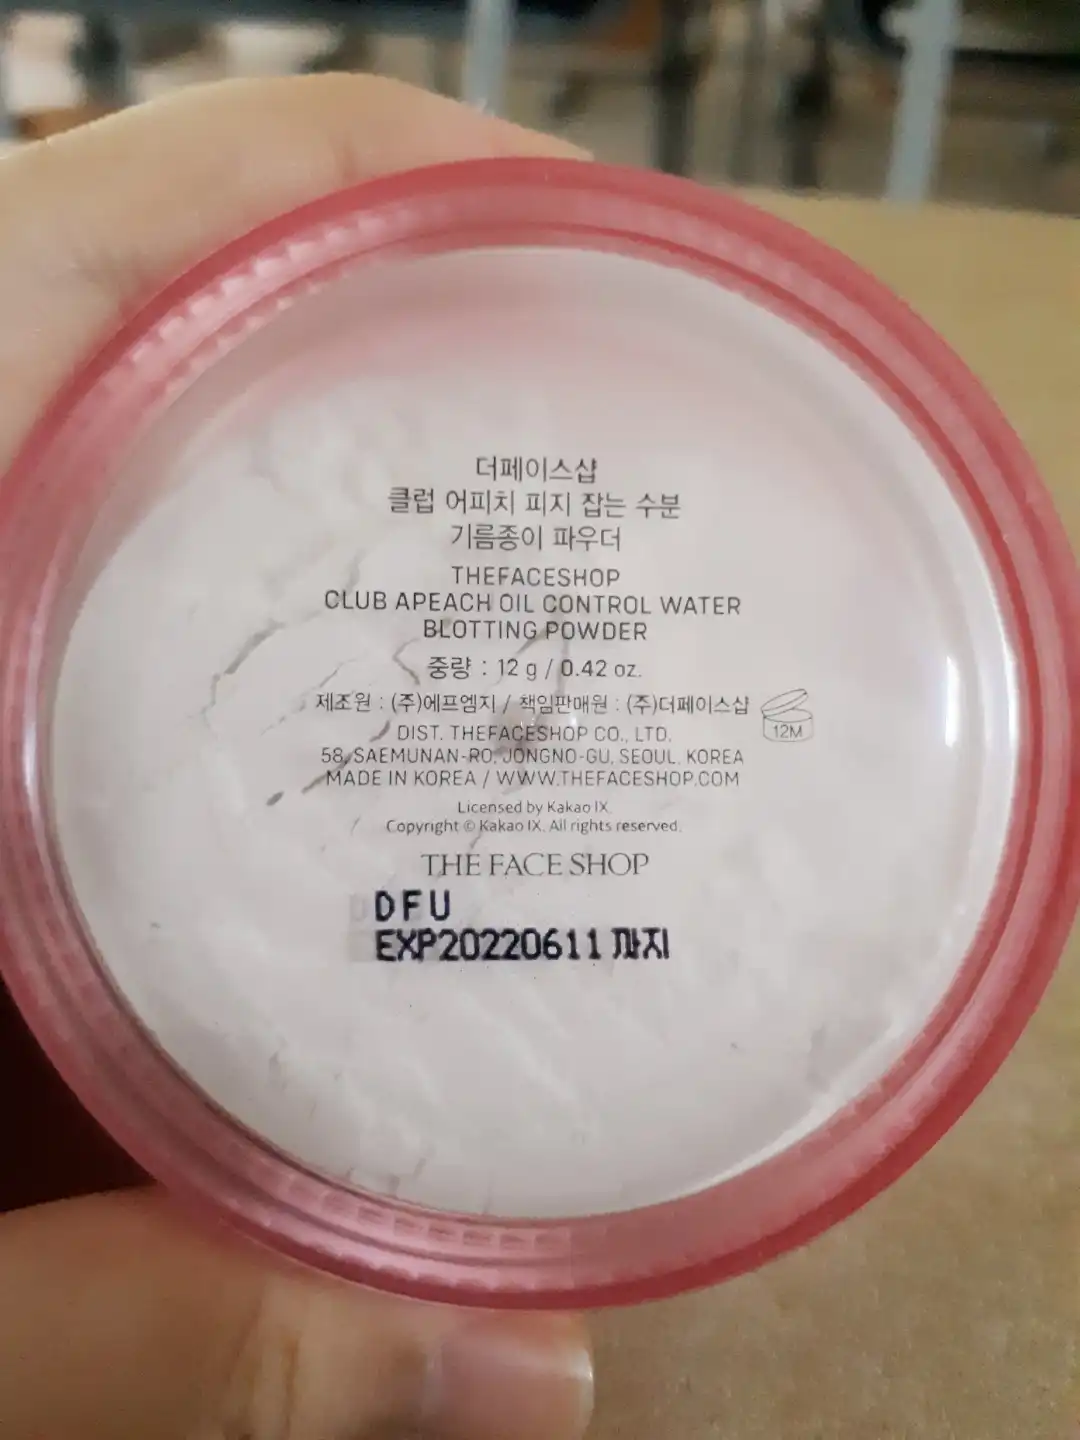 더페이스샵
클럽 어피치 피지 잡는 수분
기름종이 파우더
THEFACESHOP
CLUB APEACH OIL CONTROL WATER
BLOTTING POWDER
중량 : 12 g / 0.42 oz.
제조원 : (주)에프엠지 / 책임판매원 : (주)더페이스샵
12M
DIST. THEFACESHOP CO., LTD.
58, SAEMUNAN-RO, JONGNO-GU, SEOUL, KOREA
MADE IN KOREA / WWW.THEFACESHOP.COM
Licensed by Kakao IX.
Copyright © Kakao IX. All rights reserved.
THE FACE SHOP
DFU
EXP20220611 까지